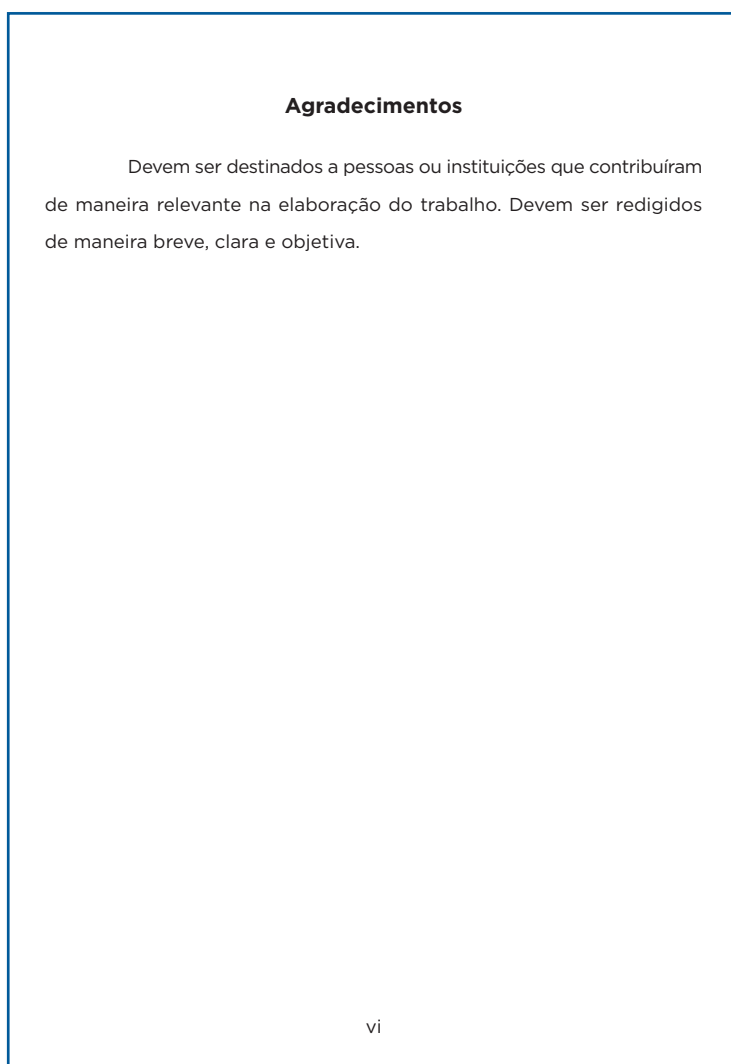 Agradecimentos
Devem ser destinados a pessoas ou instituições que contribuíram
de maneira relevante na elaboração do trabalho. Devem ser redigidos
de maneira breve, clara e objetiva.
vi